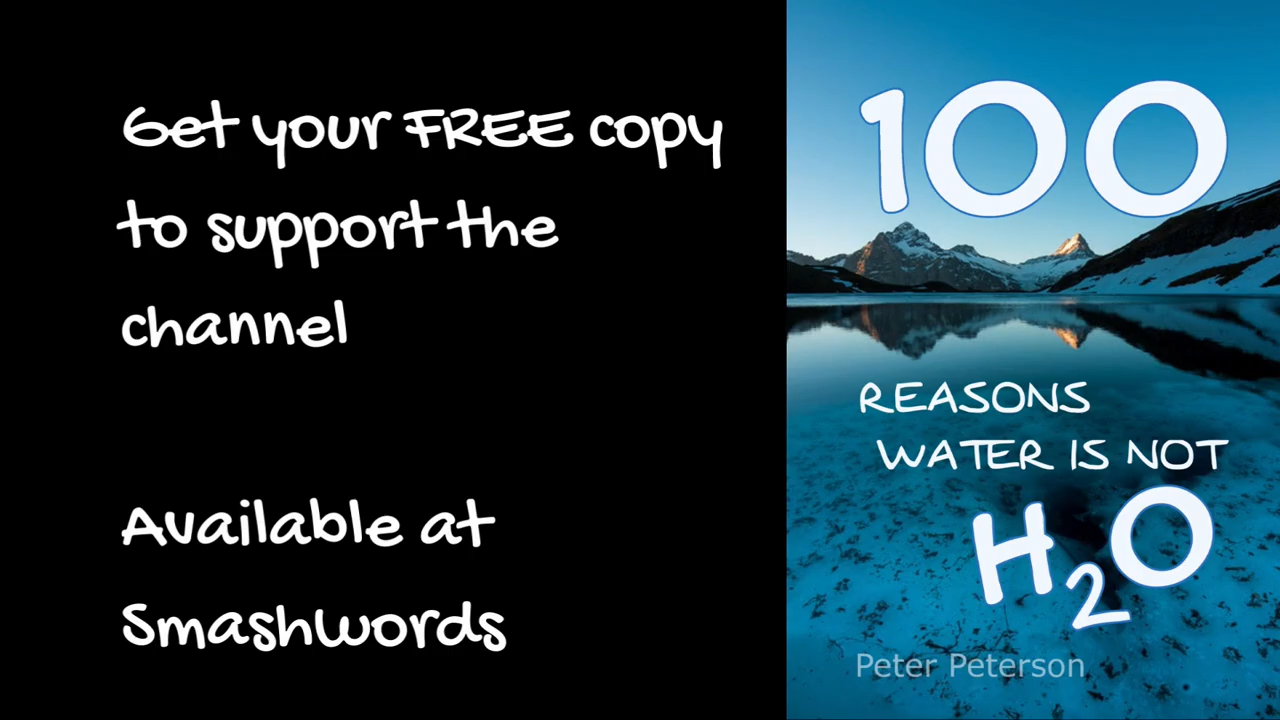 Get your FREE copy
to support the
channel
Available at
Smashwords
100
REASONS
WATER IS NOT
H₂O
Peter Peterson